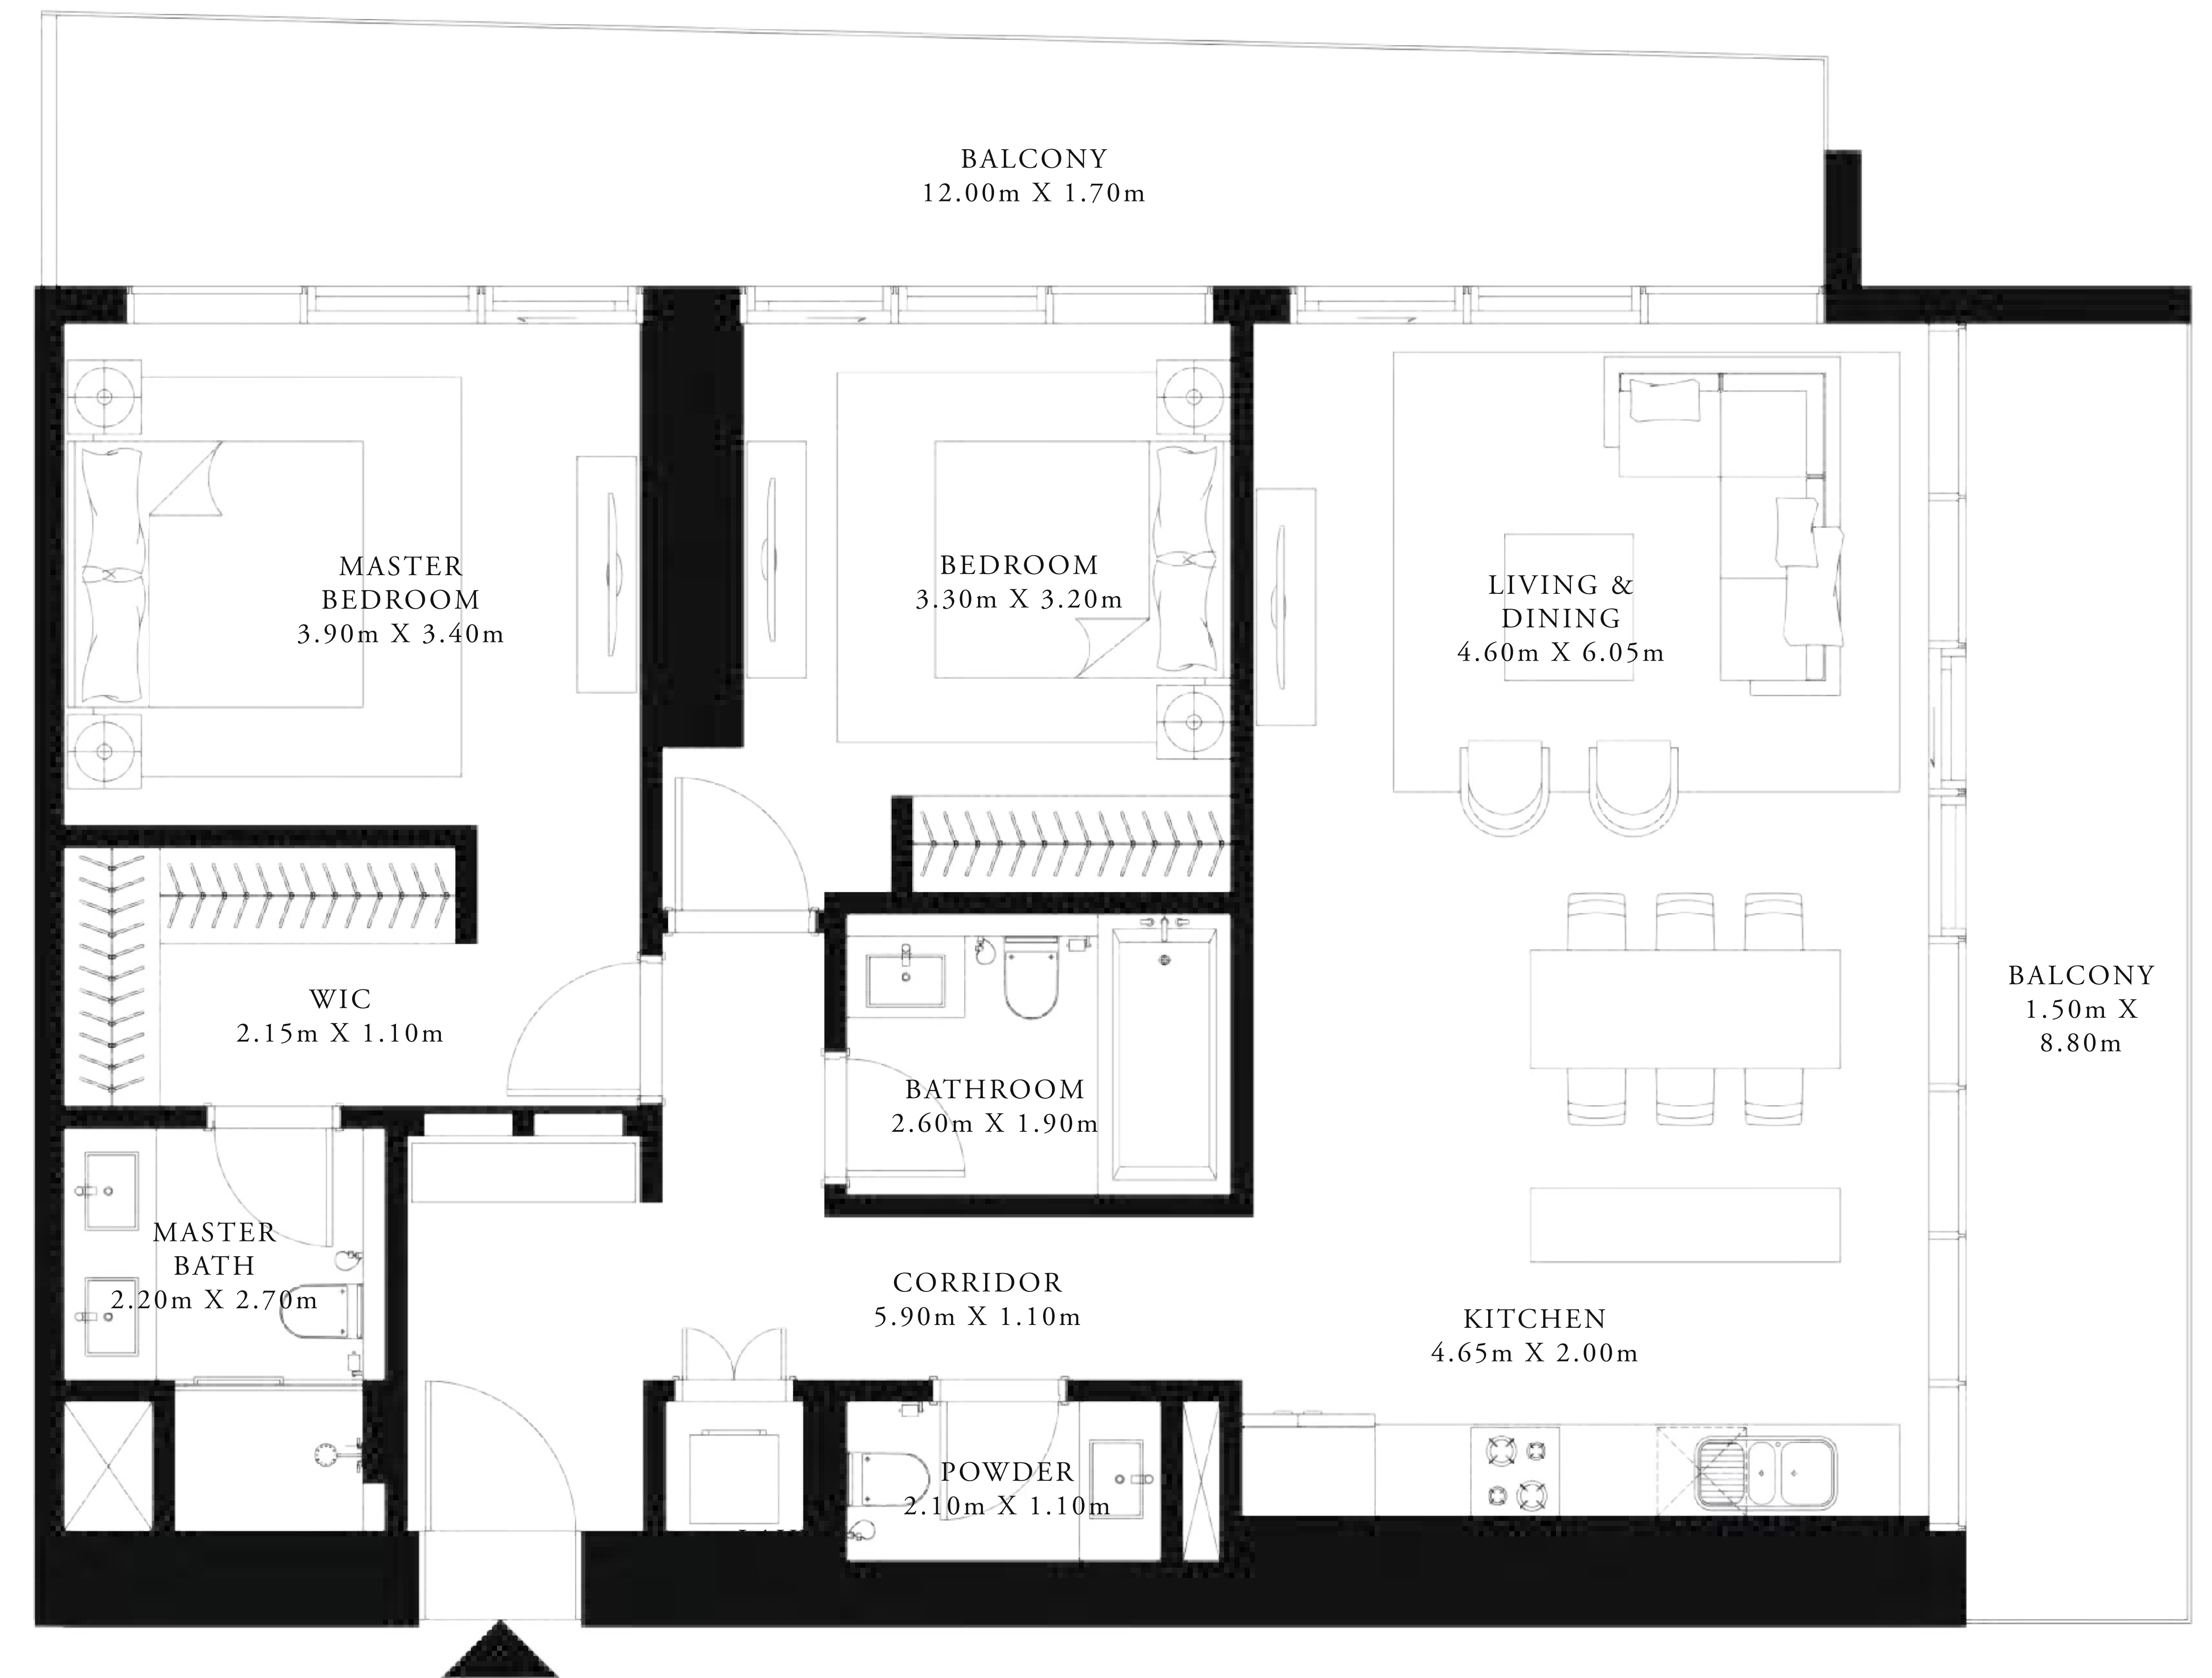 BALCONY
12.00m X 1.70m
MASTER
BEDROOM
3.90m X 3.40m
BEDROOM
3.30m X 3.20m
LIVING &
DINING
4.60m X 6.05m
WIC
2.15m X 1.10m
BATHROOM
2.60m X 1.90m
BALCONY
1.50m X
8.80m
MASTER
BATH
2.20m X 2.70m
CORRIDOR
5.90m X 1.10m
KITCHEN
4.65m X 2.00m
POWDER
2.10m X 1.10m